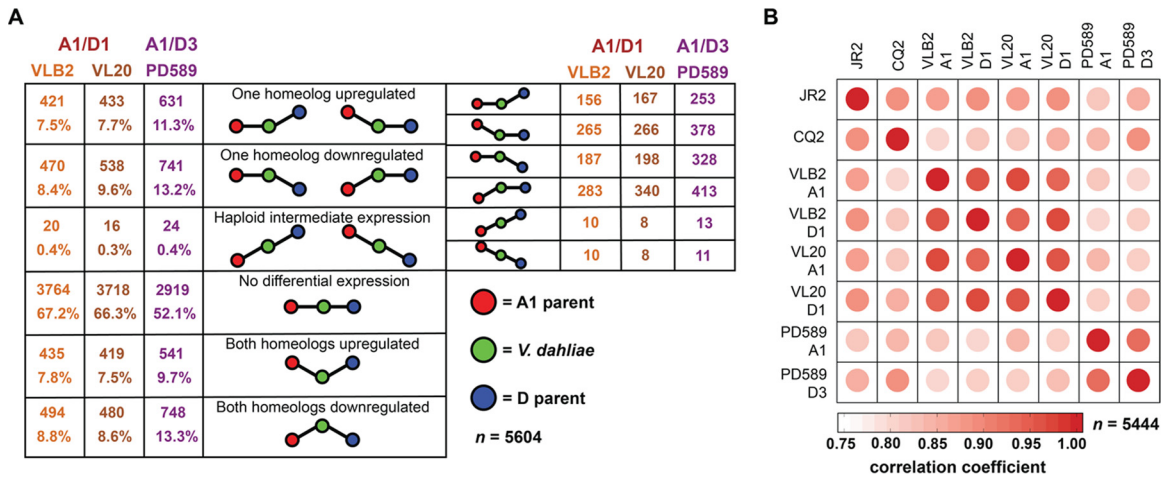 A
A1/D1 A1/D3
VLB2 VL20 PD589
421 433 631
7.5% 7.7% 11.3%
One homeolog upregulated
470 538 741
8.4% 9.6% 13.2%
One homeolog downregulated
20 16 24
0.4% 0.3% 0.4%
Haploid intermediate expression
3764 3718 2919
67.2% 66.3% 52.1%
No differential expression
435 419 541
7.8% 7.5% 9.7%
Both homeologs upregulated
494 480 748
8.8% 8.6% 13.3%
Both homeologs downregulated
A1/D1 A1/D3
VLB2 VL20 PD589
156 167 253
265 266 378
187 198 328
283 340 413
10 8 13
10 8 11
= A1 parent
= V. dahliae
= D parent
n = 5604
B
JR2
CQ2
VLB2
A1
VLB2
D1
VL20
A1
VL20
D1
PD589
A1
PD589
D3
JR2
CQ2
VLB2
A1
VLB2
D1
VL20
A1
VL20
D1
PD589
A1
PD589
D3
0.75 0.80 0.85 0.90 0.95 1.00
n = 5444
correlation coefficient